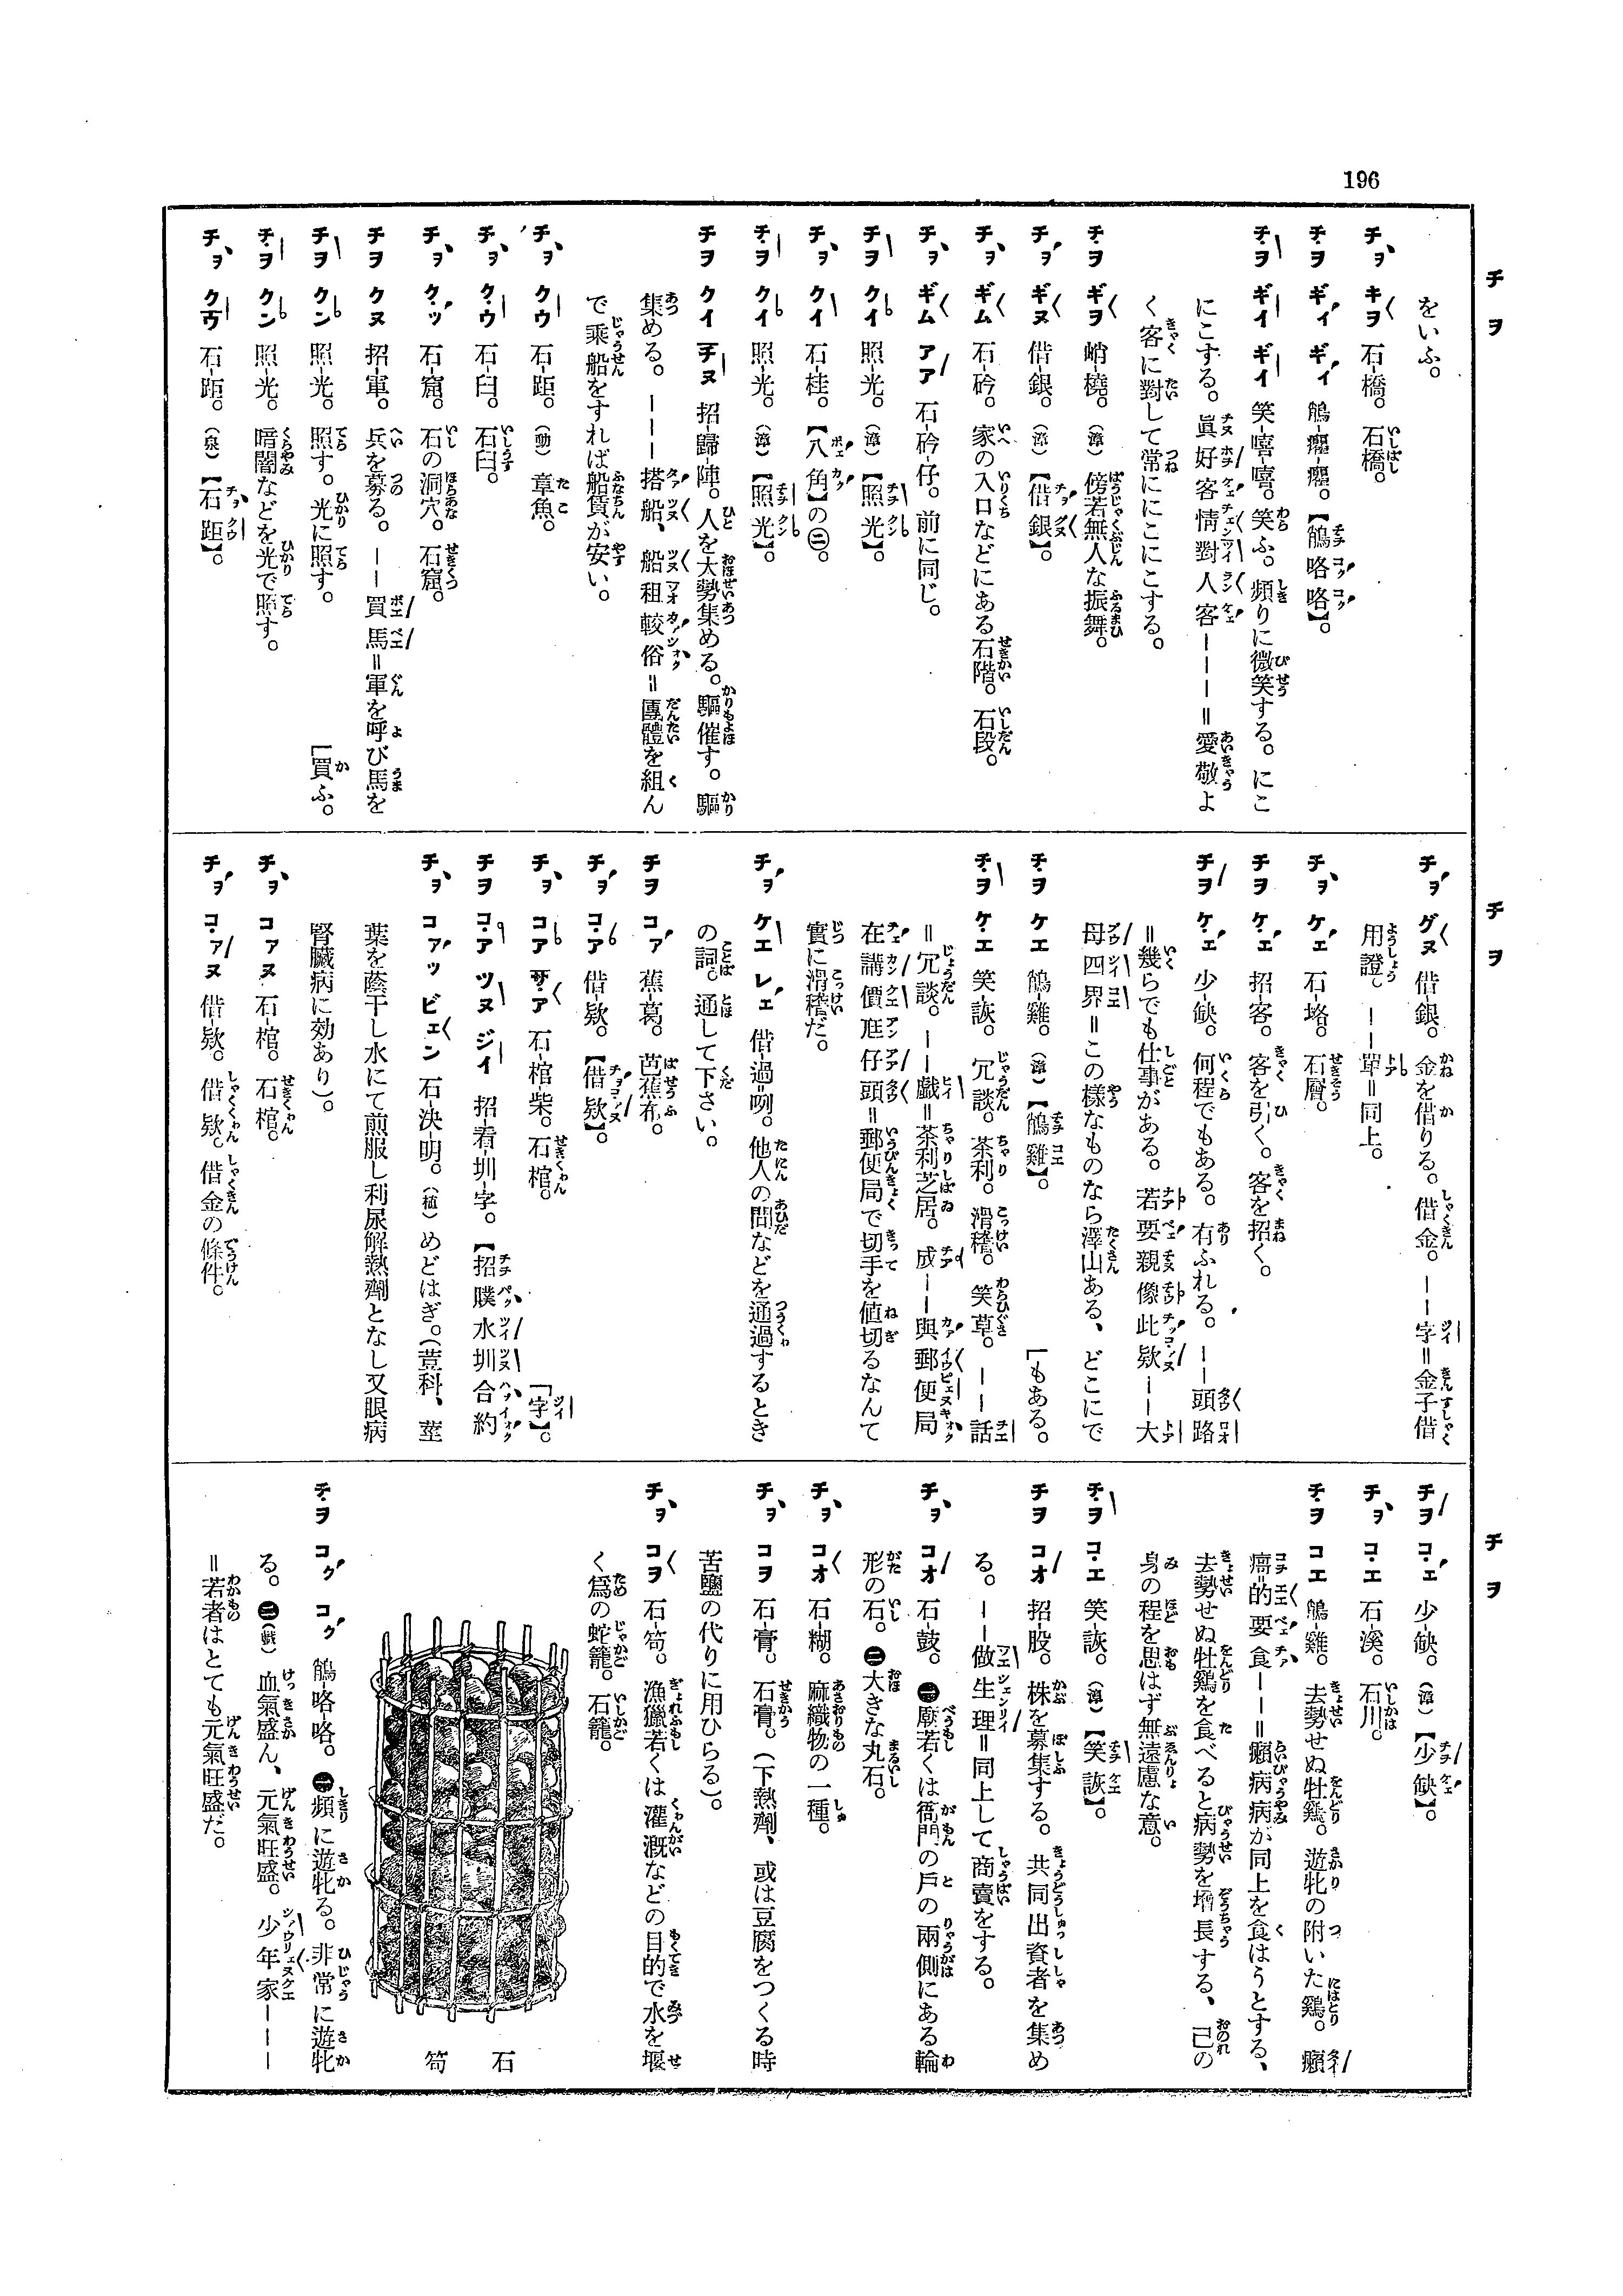 196
チヲ
チヲ
チヲ
をいふ。
チヲ キヲ 石-橋。石橋。
チヲ ギイ ギイ 鵤-癪-癪。【鵤略略】。
チヲ ギイ ギイ 笑-嘻-嘻。笑ふ。頻りに微笑する。にこ
にこする。眞好客情對人客———＝愛敬よ
く客に對して常ににこにこする。
チヲ ギヲ 蛸-橈。(漳)傍若無人な振舞。
チヲ ギヌ 借-銀。(漳)【借銀】。
チヲ ギム 石-砛。家の入口などにある石階。石段。
チヲ ギム アア 石-砛-仔。前に同じ。
チヲ クイ 照-光。(漳)【照光】。
チヲ クイ 石-桂。【八角】の㊁。
チヲ クイ 照-光。(漳)【照光】。
チヲ クイ チヌ 招-歸-陣。人を大勢集める。驅催す。驅
集める。———搭船、船租較俗＝團體を組ん
で乘船をすれば船賃が安い。
チヲ クウ 石-距。(動)章魚。
チヲ クウ 石-臼。石臼。
チヲ クッ 石-窟。石の洞穴。石窟。
チヲ クヌ 招-軍。兵を募る。——買馬＝軍を呼び馬を
［買ふ。
チヲ クン 照-光。照す。光に照す。
チヲ クン 照-光。暗闇などを光で照す。
チヲ クウ 石-距。(泉)【石距】。
チヲ グヌ 借-銀。金を借りる。借金。——字＝金子借
用證。——單＝同上。
チヲ ケエ 石-垎。石層。
チヲ ケエ 招-客。客を引く。客を招く。
チヲ ケエ 少-缺。何程でもある。有ふれる。——頭路
＝幾らでも仕事がある。若要親像此欵——大
母四界＝この樣なものなら澤山ある、どこにで
［もある。
チヲ ケエ 鵤-雞。(漳)【鵤雞】。
チヲ ケエ 笑-詼。冗談。茶利。滑稽。笑草。——話
＝冗談。——戲＝茶利芝居。成——與郵便局
在講價尫仔頭＝郵便局で切手を値切るなんて
實に滑稽だ。
チヲ ケエ レエ 借-過-咧。他人の間などを通過するとき
の詞。通して下さい。
チヲ コア 蕉-葛。芭蕉布。
チヲ コア 借-欵。【借欵】。
チヲ コア サア 石-棺-柴。石棺。
チヲ コア ツヌ ジイ 招-看-圳-字。【招贌水圳合約
［字】。
チヲ コアッ ビェン 石-決-明。(植)めどはぎ。(荳科、莖
葉を蔭干し水にて煎服し利尿解熱劑となし又眼病
腎臟病に効あり)。
チヲ コアヌ 石-棺。石棺。
チヲ コアヌ 借-欵。借欵。借金の條件。
チヲ コエ 少-缺。(漳)【少缺】。
チヲ コエ 石-溪。石川。
チヲ コエ 鵤-雞。去勢せぬ牡鷄。遊牝の附いた鷄。癩
㾐-的要食——＝癩病病が同上を食はうとする、
去勢せぬ牡鷄を食べると病勢を増長する、己の
身の程を思はず無遠慮な意。
チヲ コエ 笑-詼。(漳)【笑詼】。
チヲ コオ 招-股。株を募集する。共同出資者を集め
る。——做生理＝同上して商賣をする。
チヲ コオ 石-鼓。㊀廟若くは衙門の戸の兩側にある輪
形の石。㊁大きな丸石。
チヲ コオ 石-糊。麻織物の一種。
チヲ コヲ 石-膏。石膏。(下熱劑、或は豆腐をつくる時
苦鹽の代りに用ひらる)。
チヲ コヲ 石-笱。漁獵若くは灌漑などの目的で水を堰
く爲の蛇籠。石籠。
石
笱
チヲ コク コク 鵤-咯-咯。㊀頻に遊牝る。非常に遊牝
る。㊁(戲)血氣盛ん、元氣旺盛。少年家———
＝若者はとても元氣旺盛だ。